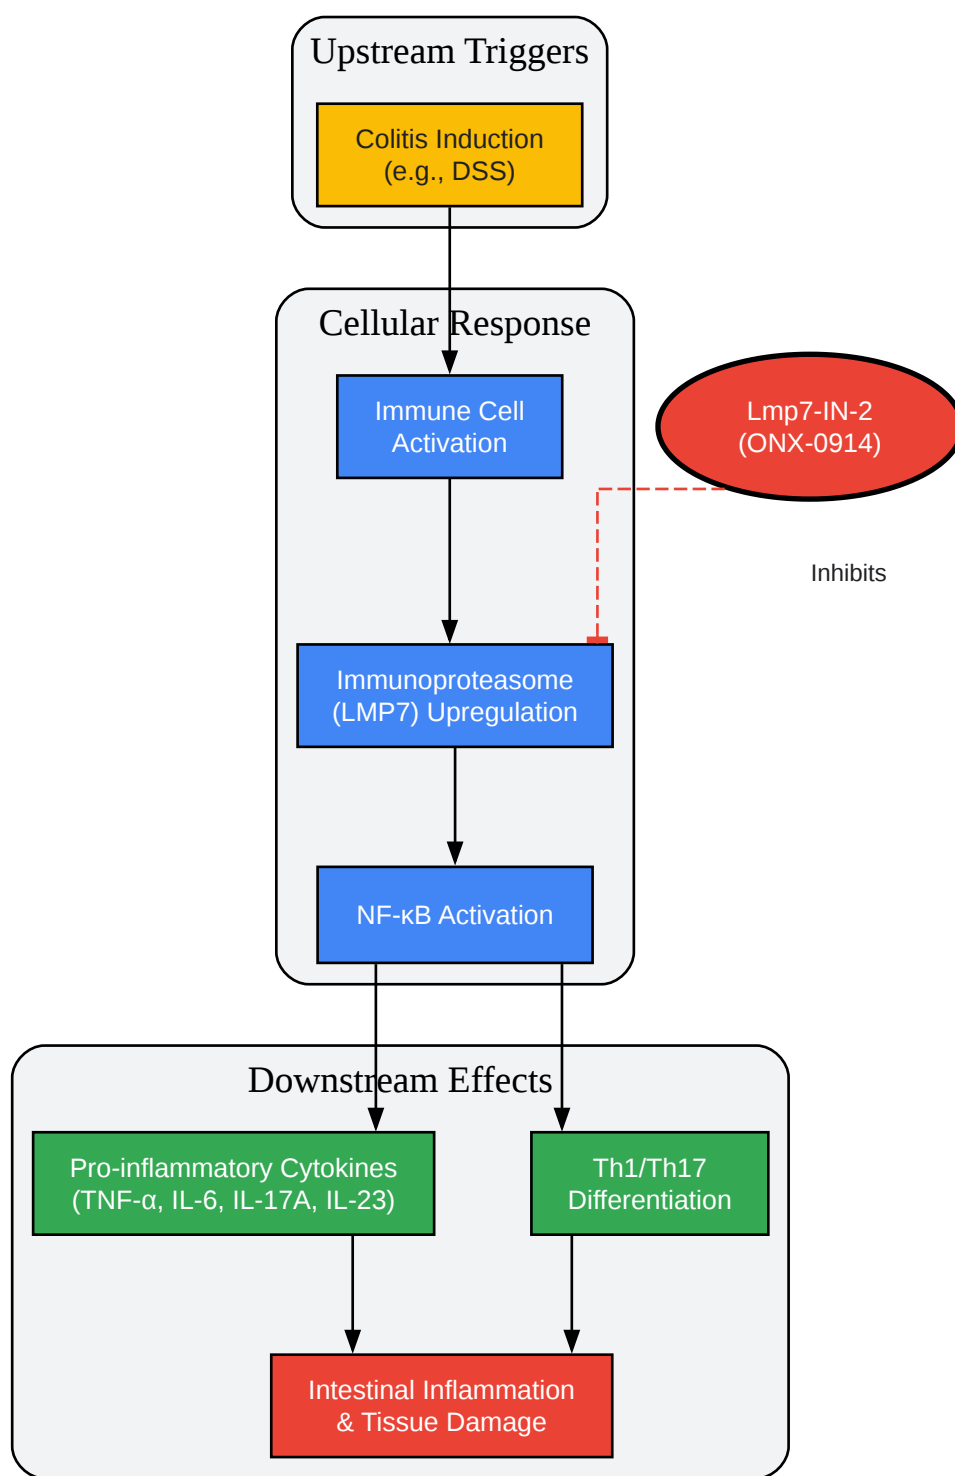 Upstream Triggers
Colitis Induction
(e.g., DSS)
Cellular Response
Immune Cell
Activation
Lmp7-IN-2
(ONX-0914)
Inhibits
Immunoproteasome
(LMP7) Upregulation
NF-κB Activation
Downstream Effects
Pro-inflammatory Cytokines
(TNF-α, IL-6, IL-17A, IL-23)
Th1/Th17
Differentiation
Intestinal Inflammation
& Tissue Damage